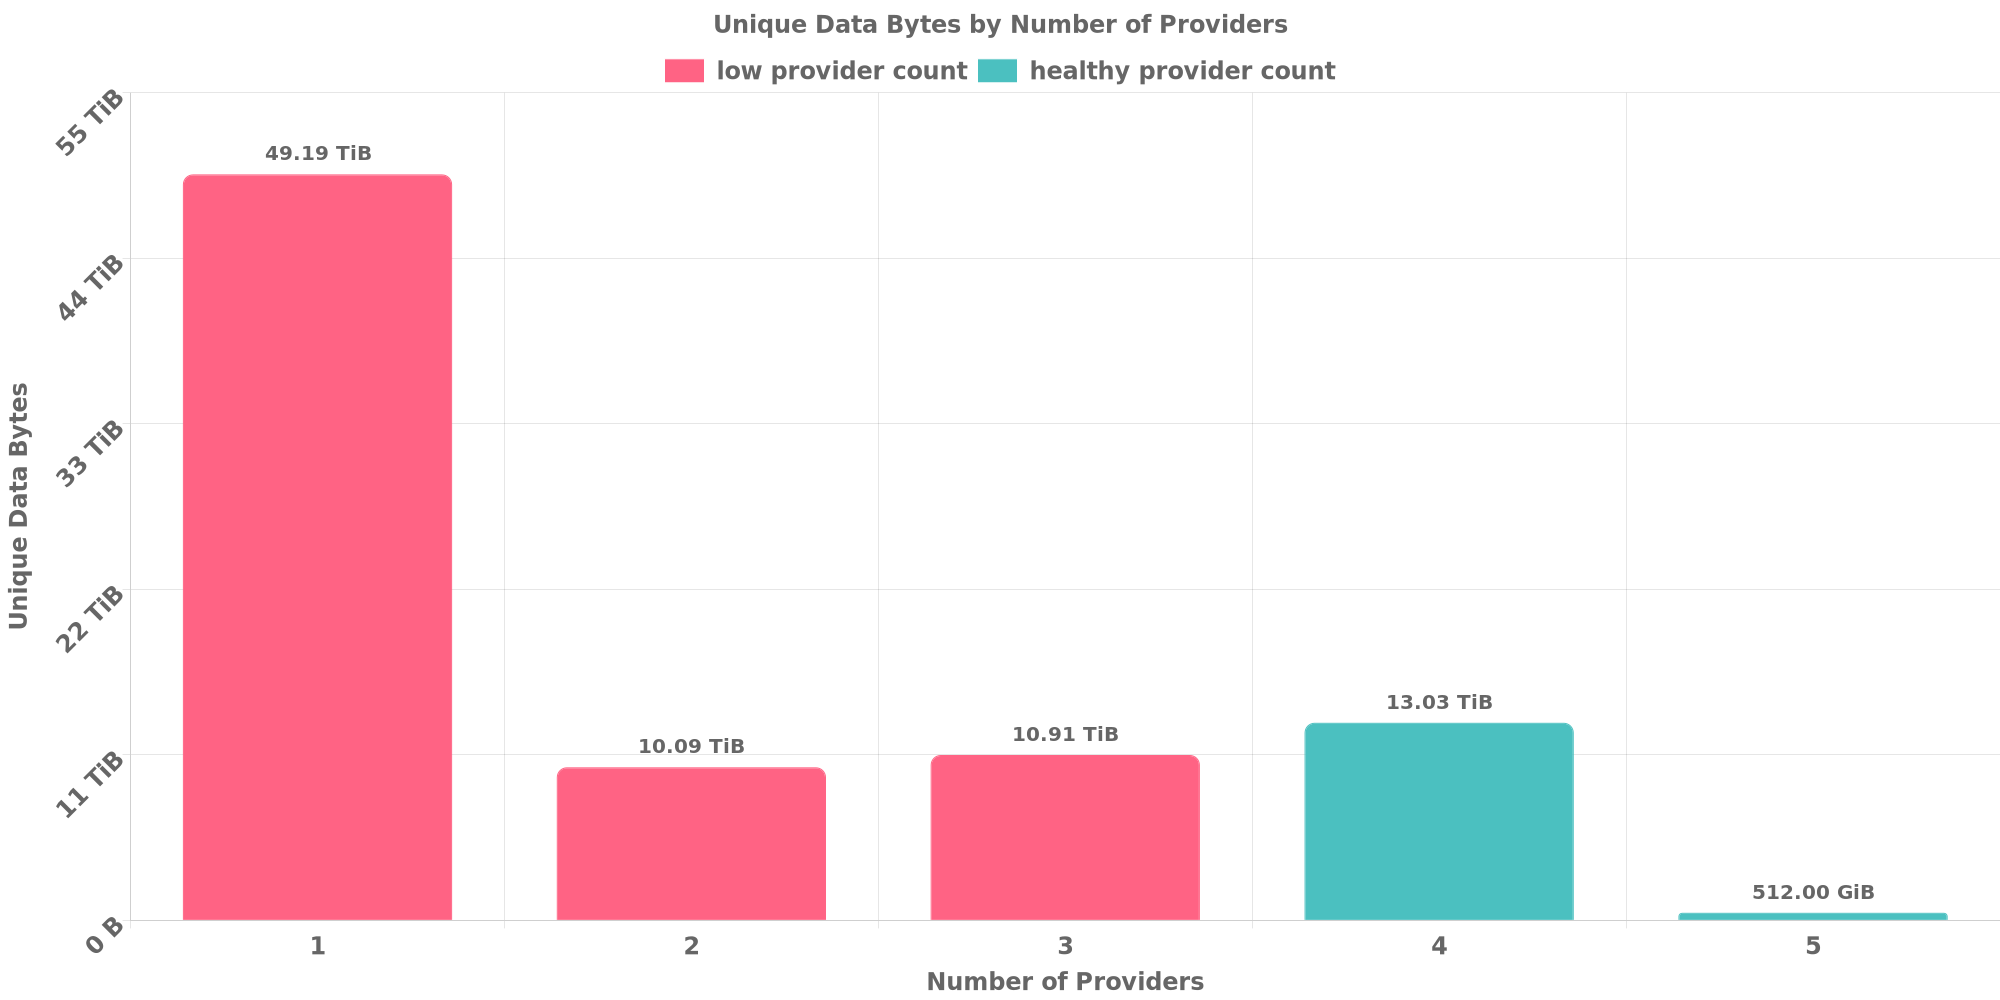 Unique Data Bytes by Number of Providers
low provider count healthy provider count
55 TiB
44 TiB
33 TiB
22 TiB
11 TiB
0 B
Unique Data Bytes
49.19 TiB
10.09 TiB
10.91 TiB
13.03 TiB
512.00 GiB
1 2 3 4 5
Number of Providers